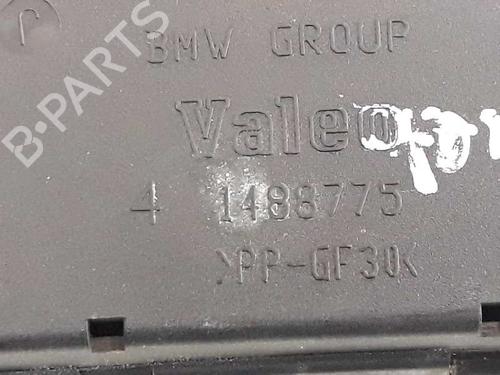 B-PARTS
BMW GROUP
Valeo
4 1488775
>PP-GF30<